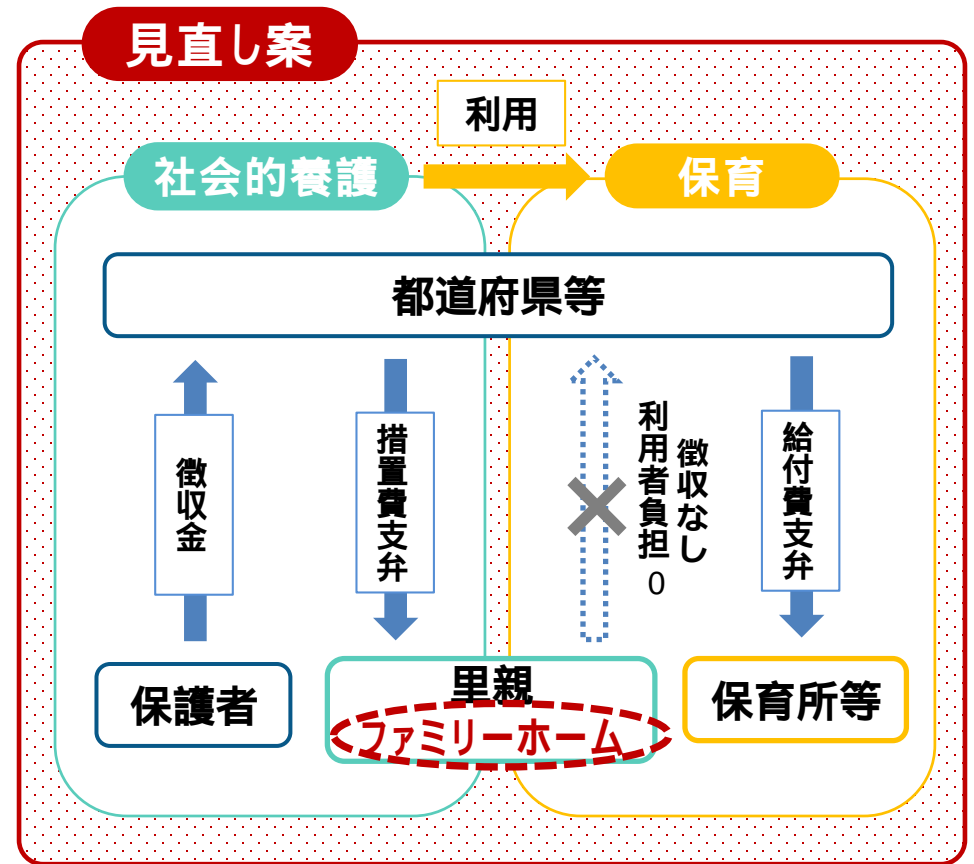 見直し案
利用
社会的養護
保育
都道府県等
徴収金
措置費支弁
徴収なし
利用者負担0
給付費支弁
保護者
里親
ファミリーホーム
保育所等